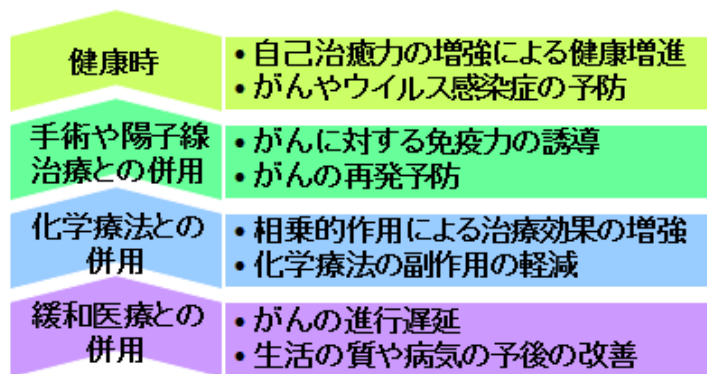 健康時
• 自己治癒力の増強による健康増進
• がんやウイルス感染症の予防
手術や陽子線
治療との併用
• がんに対する免疫力の誘導
• がんの再発予防
化学療法との
併用
• 相乗的作用による治療効果の増強
• 化学療法の副作用の軽減
緩和医療との
併用
• がんの進行遅延
• 生活の質や病気の予後の改善